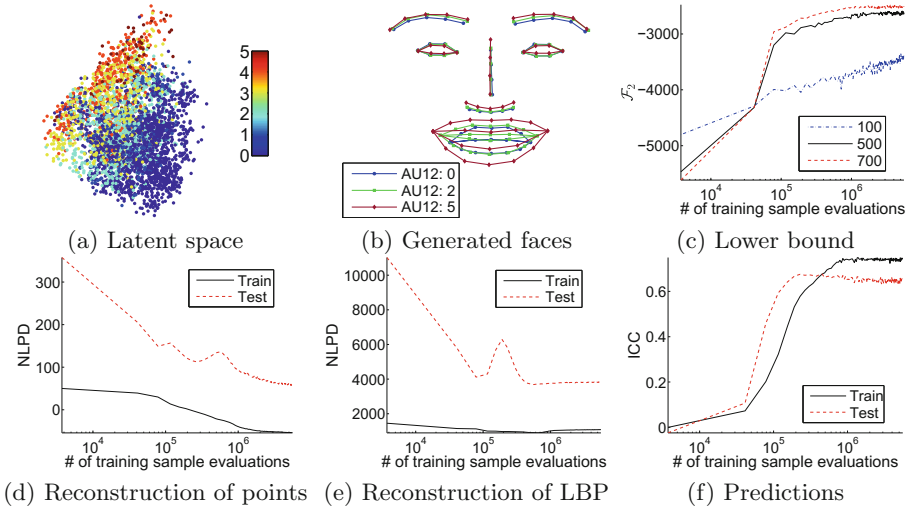 5
4
3
2
1
0
(a) Latent space
AU12: 0
AU12: 2
AU12: 5
(b) Generated faces
−3000
−4000
−5000
F₂
100
500
700
10⁴ 10⁵ 10⁶
# of training sample evaluations
(c) Lower bound
300
200
100
0
NLPD
Train
Test
10⁴ 10⁵ 10⁶
# of training sample evaluations
(d) Reconstruction of points
10000
8000
6000
4000
2000
NLPD
Train
Test
10⁴ 10⁵ 10⁶
# of training sample evaluations
(e) Reconstruction of LBP
0.6
0.4
0.2
0
ICC
Train
Test
10⁴ 10⁵ 10⁶
# of training sample evaluations
(f) Predictions